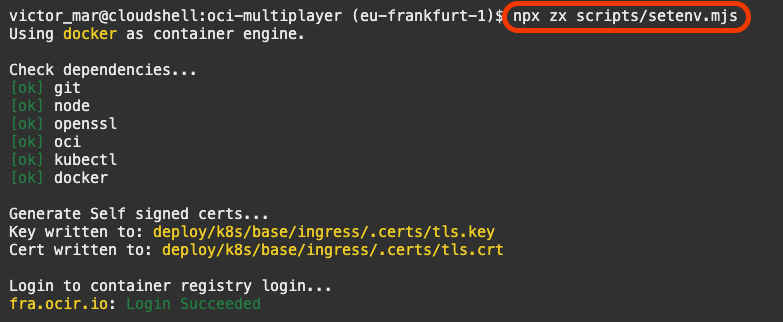 victor_mar@cloudshell:oci-multiplayer (eu-frankfurt-1)$ npx zx scripts/setenv.mjs
Using docker as container engine.
Check dependencies...
[ok] git
[ok] node
[ok] openssl
[ok] oci
[ok] kubectl
[ok] docker
Generate Self signed certs...
Key written to: deploy/k8s/base/ingress/.certs/tls.key
Cert written to: deploy/k8s/base/ingress/.certs/tls.crt
Login to container registry login...
fra.ocir.io: Login Succeeded